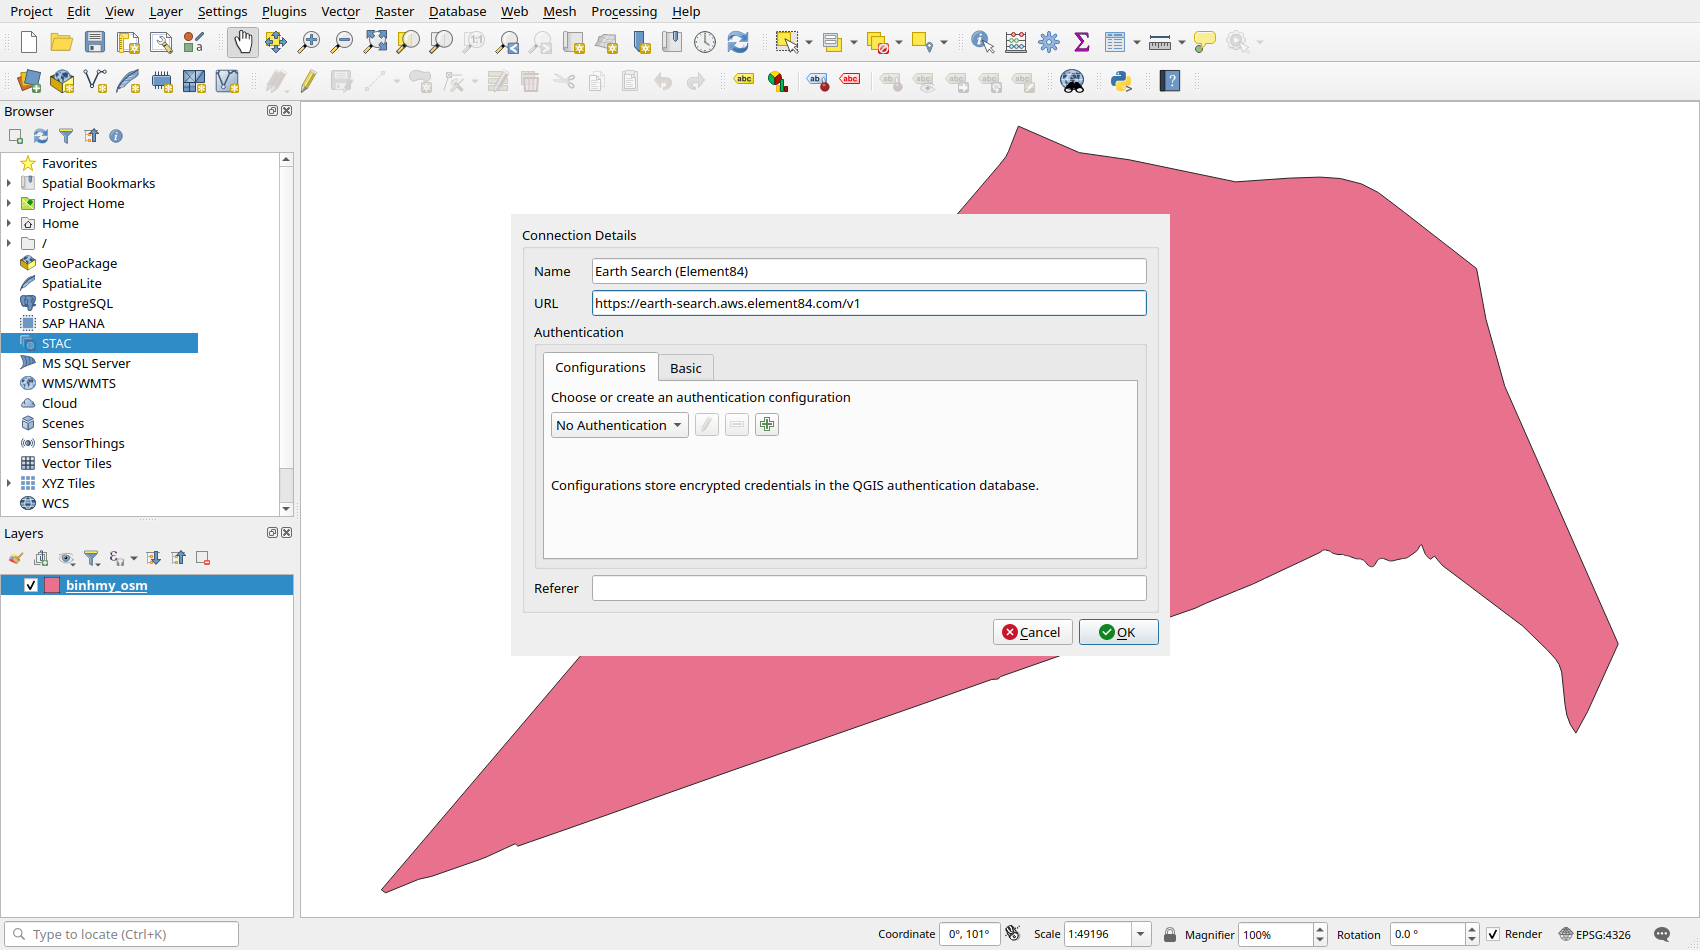 Project Edit View Layer Settings Plugins Vector Raster Database Web Mesh Processing Help
abc abc abc
Browser
Favorites
Spatial Bookmarks
Project Home
Home
/
GeoPackage
SpatiaLite
PostgreSQL
SAP HANA
STAC
MS SQL Server
WMS/WMTS
Cloud
Scenes
SensorThings
Vector Tiles
XYZ Tiles
WCS
Layers
binhmy_osm
Connection Details
Name Earth Search (Element84)
URL https://earth-search.aws.element84.com/v1
Authentication
Configurations Basic
Choose or create an authentication configuration
No Authentication
Configurations store encrypted credentials in the QGIS authentication database.
Referer
Cancel OK
Type to locate (Ctrl+K) Coordinate 0°, 101° Scale 1:49196 Magnifier 100% Rotation 0.0 ° Render EPSG:4326